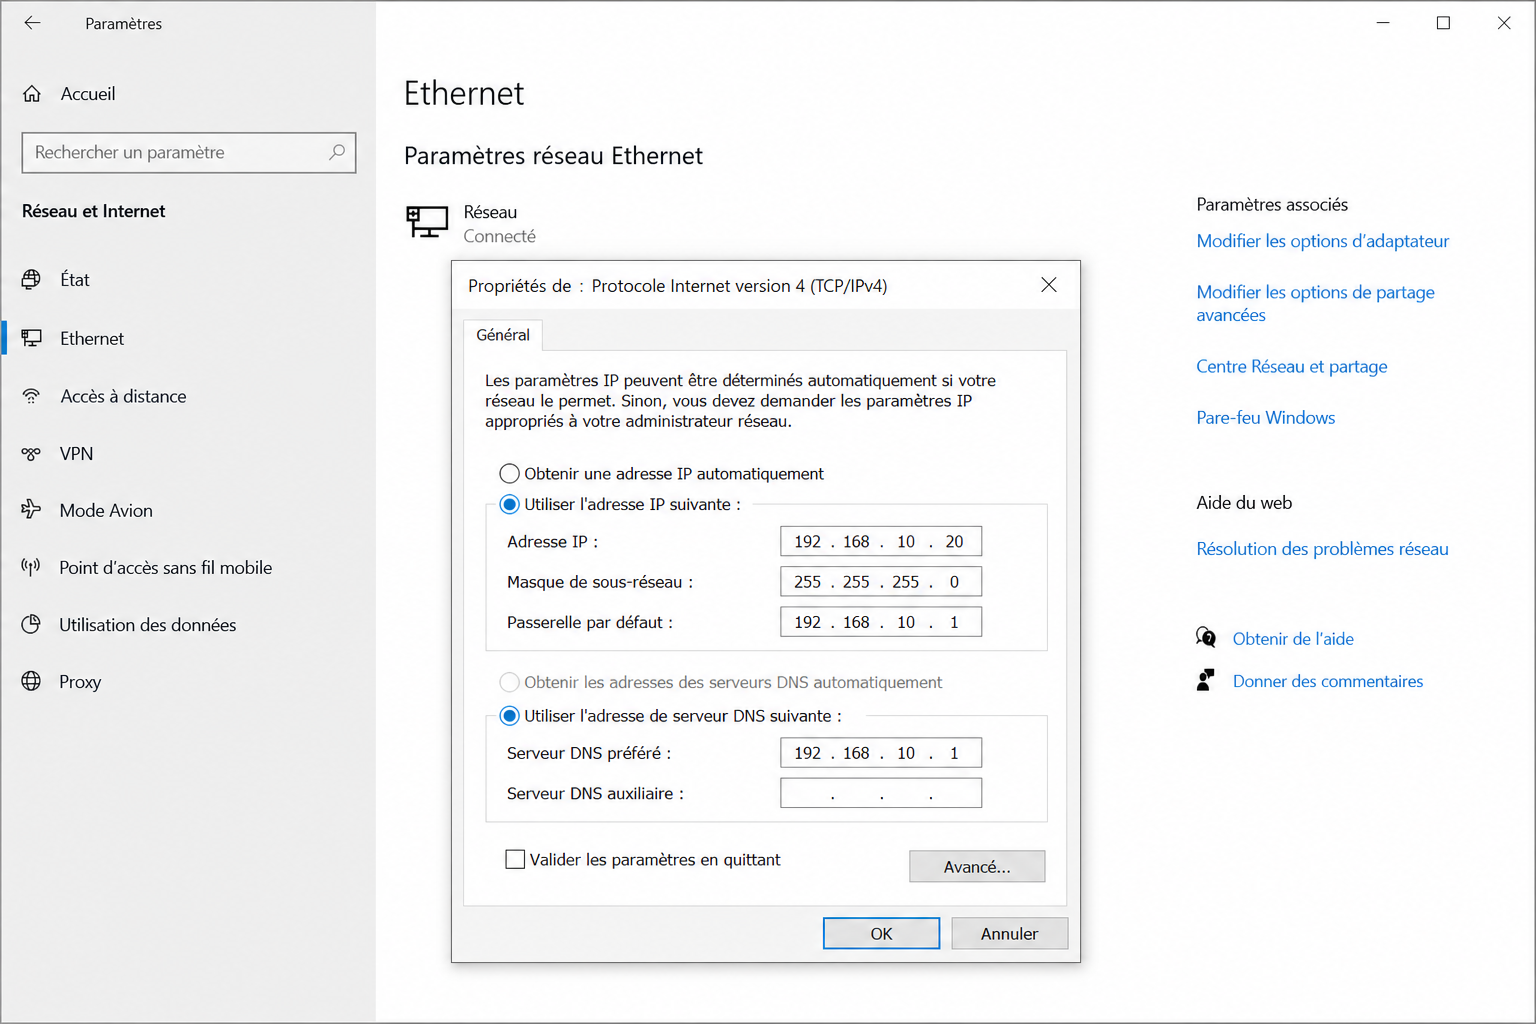 Paramètres
Accueil
Rechercher un paramètre
Réseau et Internet
État
Ethernet
Accès à distance
VPN
Mode Avion
Point d'accès sans fil mobile
Utilisation des données
Proxy
Ethernet
Paramètres réseau Ethernet
Réseau
Connecté
Propriétés de : Protocole Internet version 4 (TCP/IPv4)
Général
Les paramètres IP peuvent être déterminés automatiquement si votre
réseau le permet. Sinon, vous devez demander les paramètres IP
appropriés à votre administrateur réseau.
Obtenir une adresse IP automatiquement
Utiliser l'adresse IP suivante :
Adresse IP : 192 . 168 . 10 . 20
Masque de sous-réseau : 255 . 255 . 255 . 0
Passerelle par défaut : 192 . 168 . 10 . 1
Obtenir les adresses des serveurs DNS automatiquement
Utiliser l'adresse de serveur DNS suivante :
Serveur DNS préféré : 192 . 168 . 10 . 1
Serveur DNS auxiliaire : . . .
Valider les paramètres en quittant
Avancé...
OK
Annuler
Paramètres associés
Modifier les options d'adaptateur
Modifier les options de partage
avancées
Centre Réseau et partage
Pare-feu Windows
Aide du web
Résolution des problèmes réseau
Obtenir de l'aide
Donner des commentaires